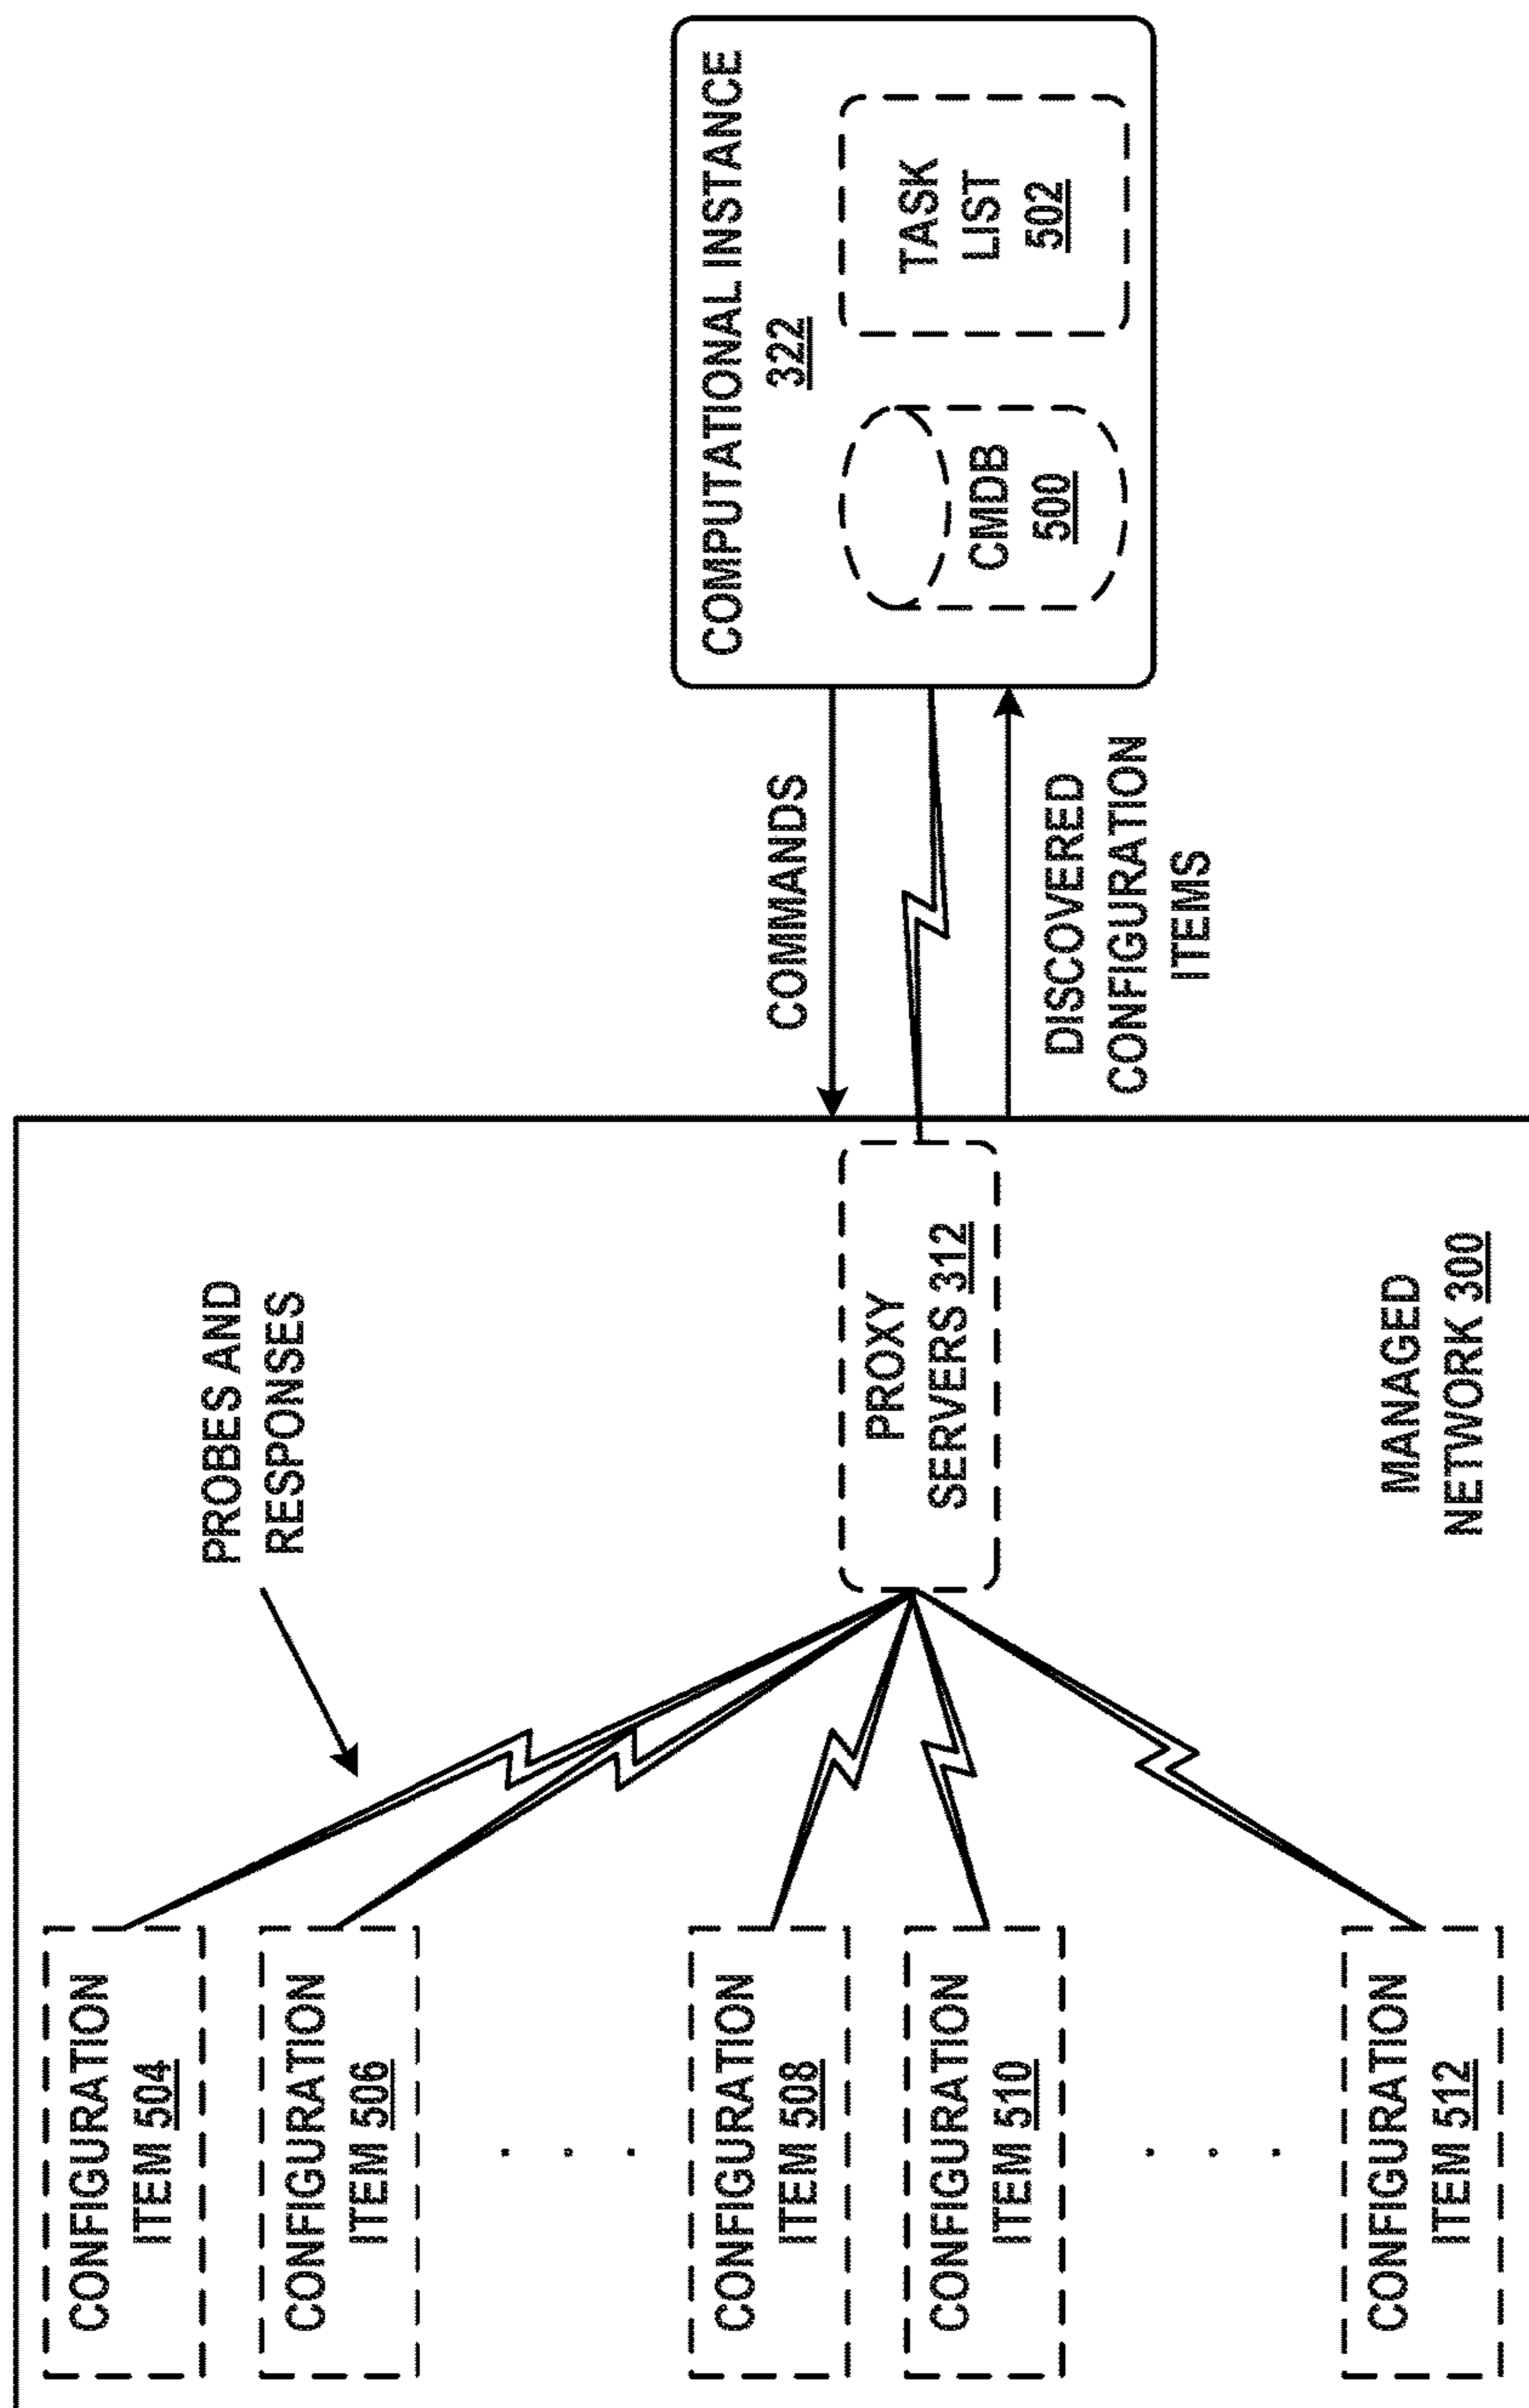 CONFIGURATION
ITEM 504
CONFIGURATION
ITEM 506
CONFIGURATION
ITEM 508
CONFIGURATION
ITEM 510
CONFIGURATION
ITEM 512
PROBES AND
RESPONSES
PROXY
SERVERS 312
MANAGED
NETWORK 300
COMMANDS
DISCOVERED
CONFIGURATION
ITEMS
COMPUTATIONAL INSTANCE
322
CMDB
500
TASK
LIST
502